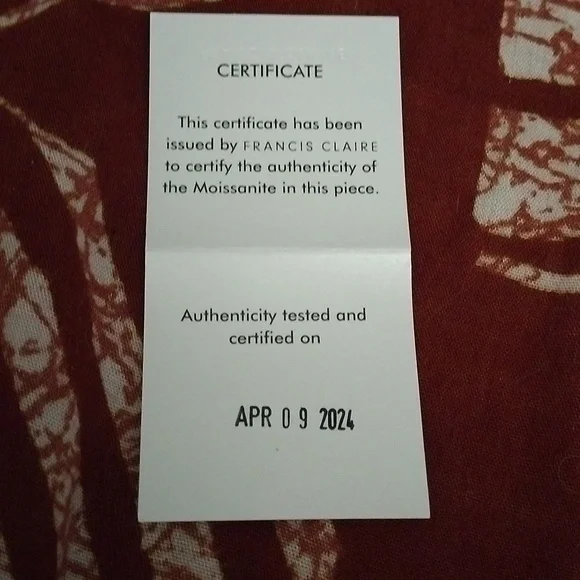 CERTIFICATE
This certificate has been
issued by FRANCIS CLAIRE
to certify the authenticity of
the Moissanite in this piece.
Authenticity tested and
certified on
APR 09 2024